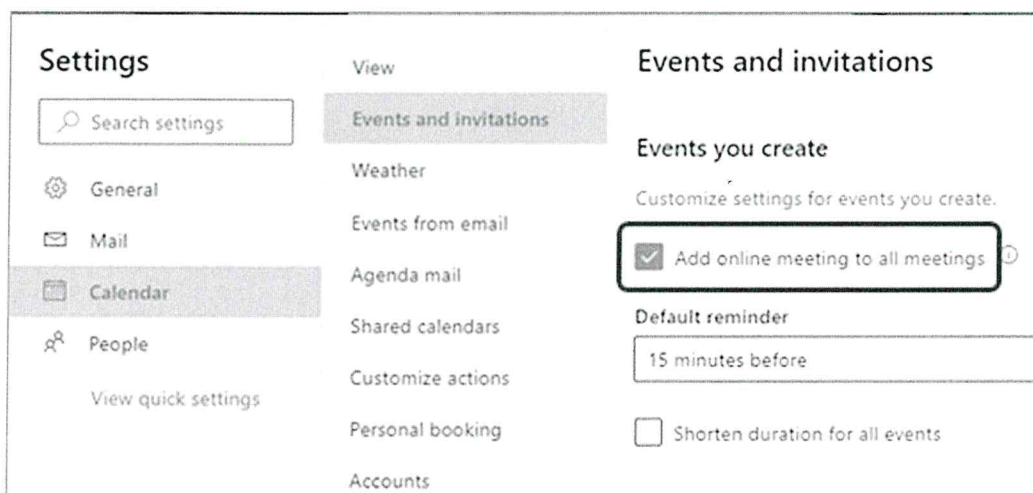 Settings
Search settings
General
Mail
Calendar
People
View quick settings
View
Events and invitations
Weather
Events from email
Agenda mail
Shared calendars
Customize actions
Personal booking
Accounts
Events and invitations
Events you create
Customize settings for events you create.
Add online meeting to all meetings
Default reminder
15 minutes before
Shorten duration for all events